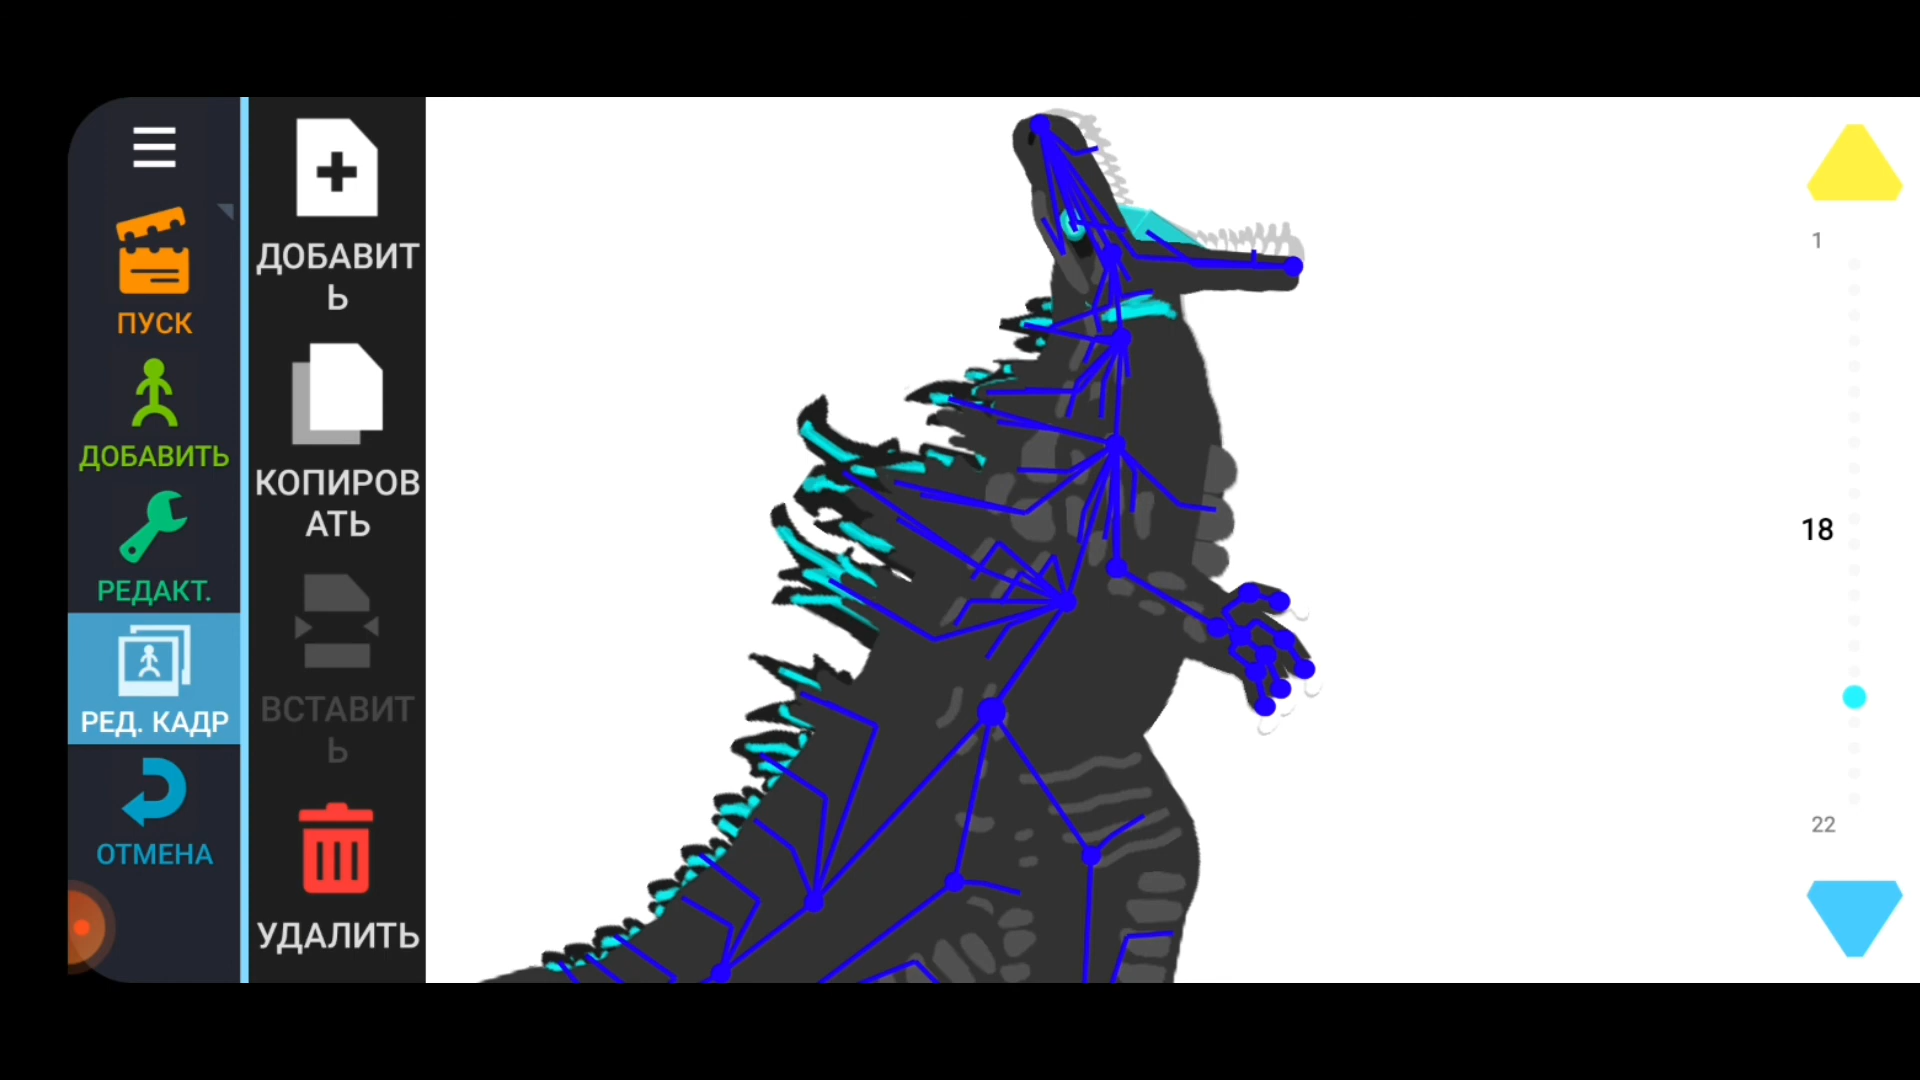 ПУСК
ДОБАВИТЬ
РЕДАКТ.
РЕД. КАДР
ОТМЕНА
ДОБАВИТ
Ь
КОПИРОВ
АТЬ
ВСТАВИТ
Ь
УДАЛИТЬ
1
18
22